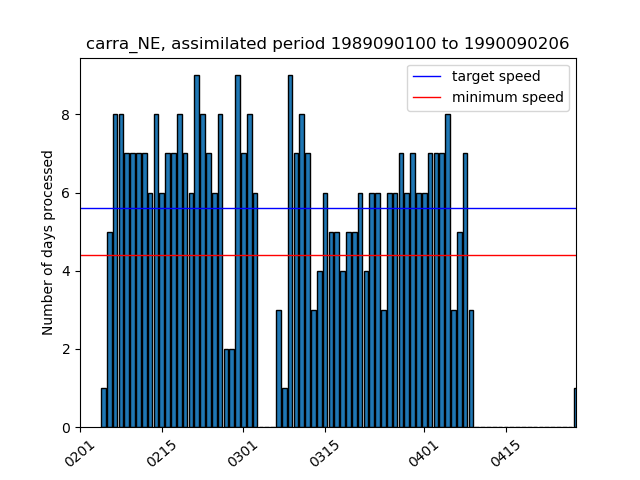 carra_NE, assimilated period 1989090100 to 1990090206
target speed
minimum speed
Number of days processed
8
6
4
2
0
0201
0215
0301
0315
0401
0415